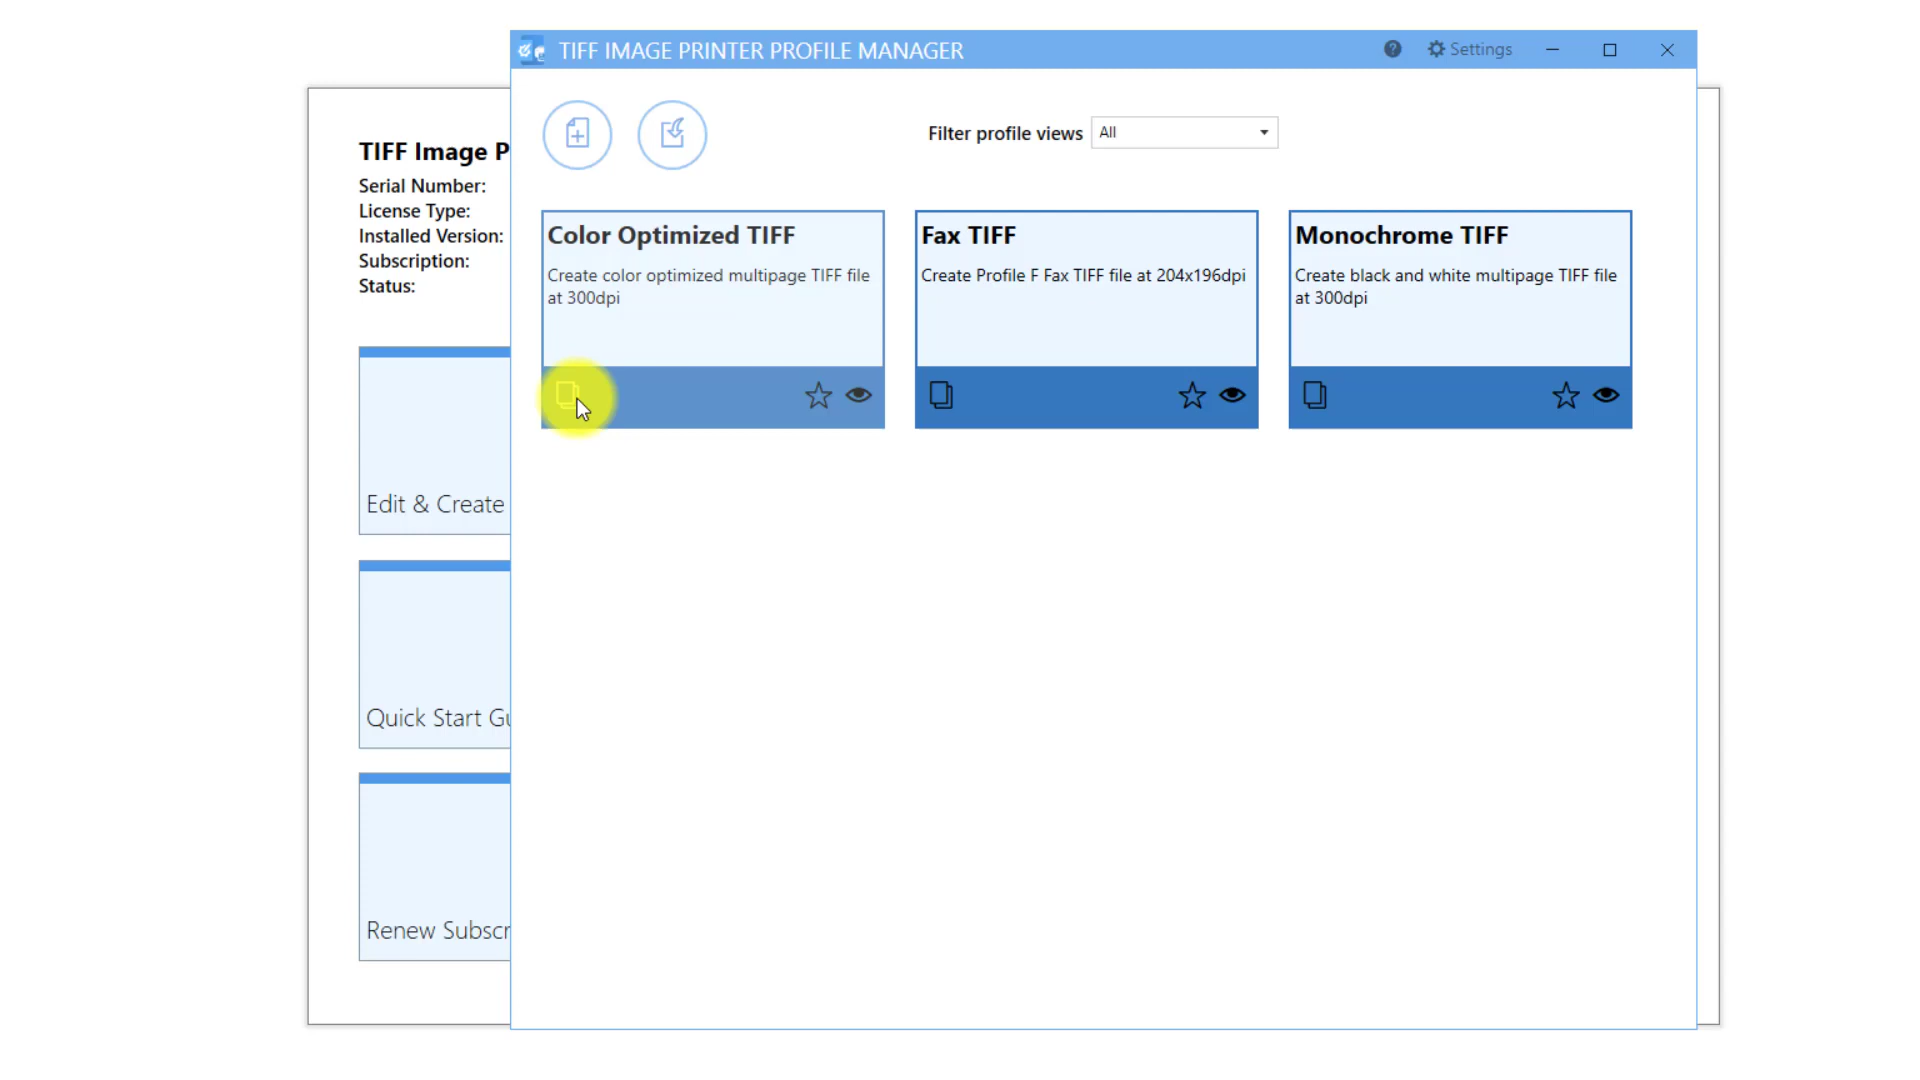 TIFF IMAGE PRINTER PROFILE MANAGER
Settings
TIFF Image P
Serial Number:
License Type:
Installed Version:
Subscription:
Status:
Edit & Create
Quick Start Gu
Renew Subscr
Filter profile views All
Color Optimized TIFF
Create color optimized multipage TIFF file
at 300dpi
Fax TIFF
Create Profile F Fax TIFF file at 204x196dpi
Monochrome TIFF
Create black and white multipage TIFF file
at 300dpi